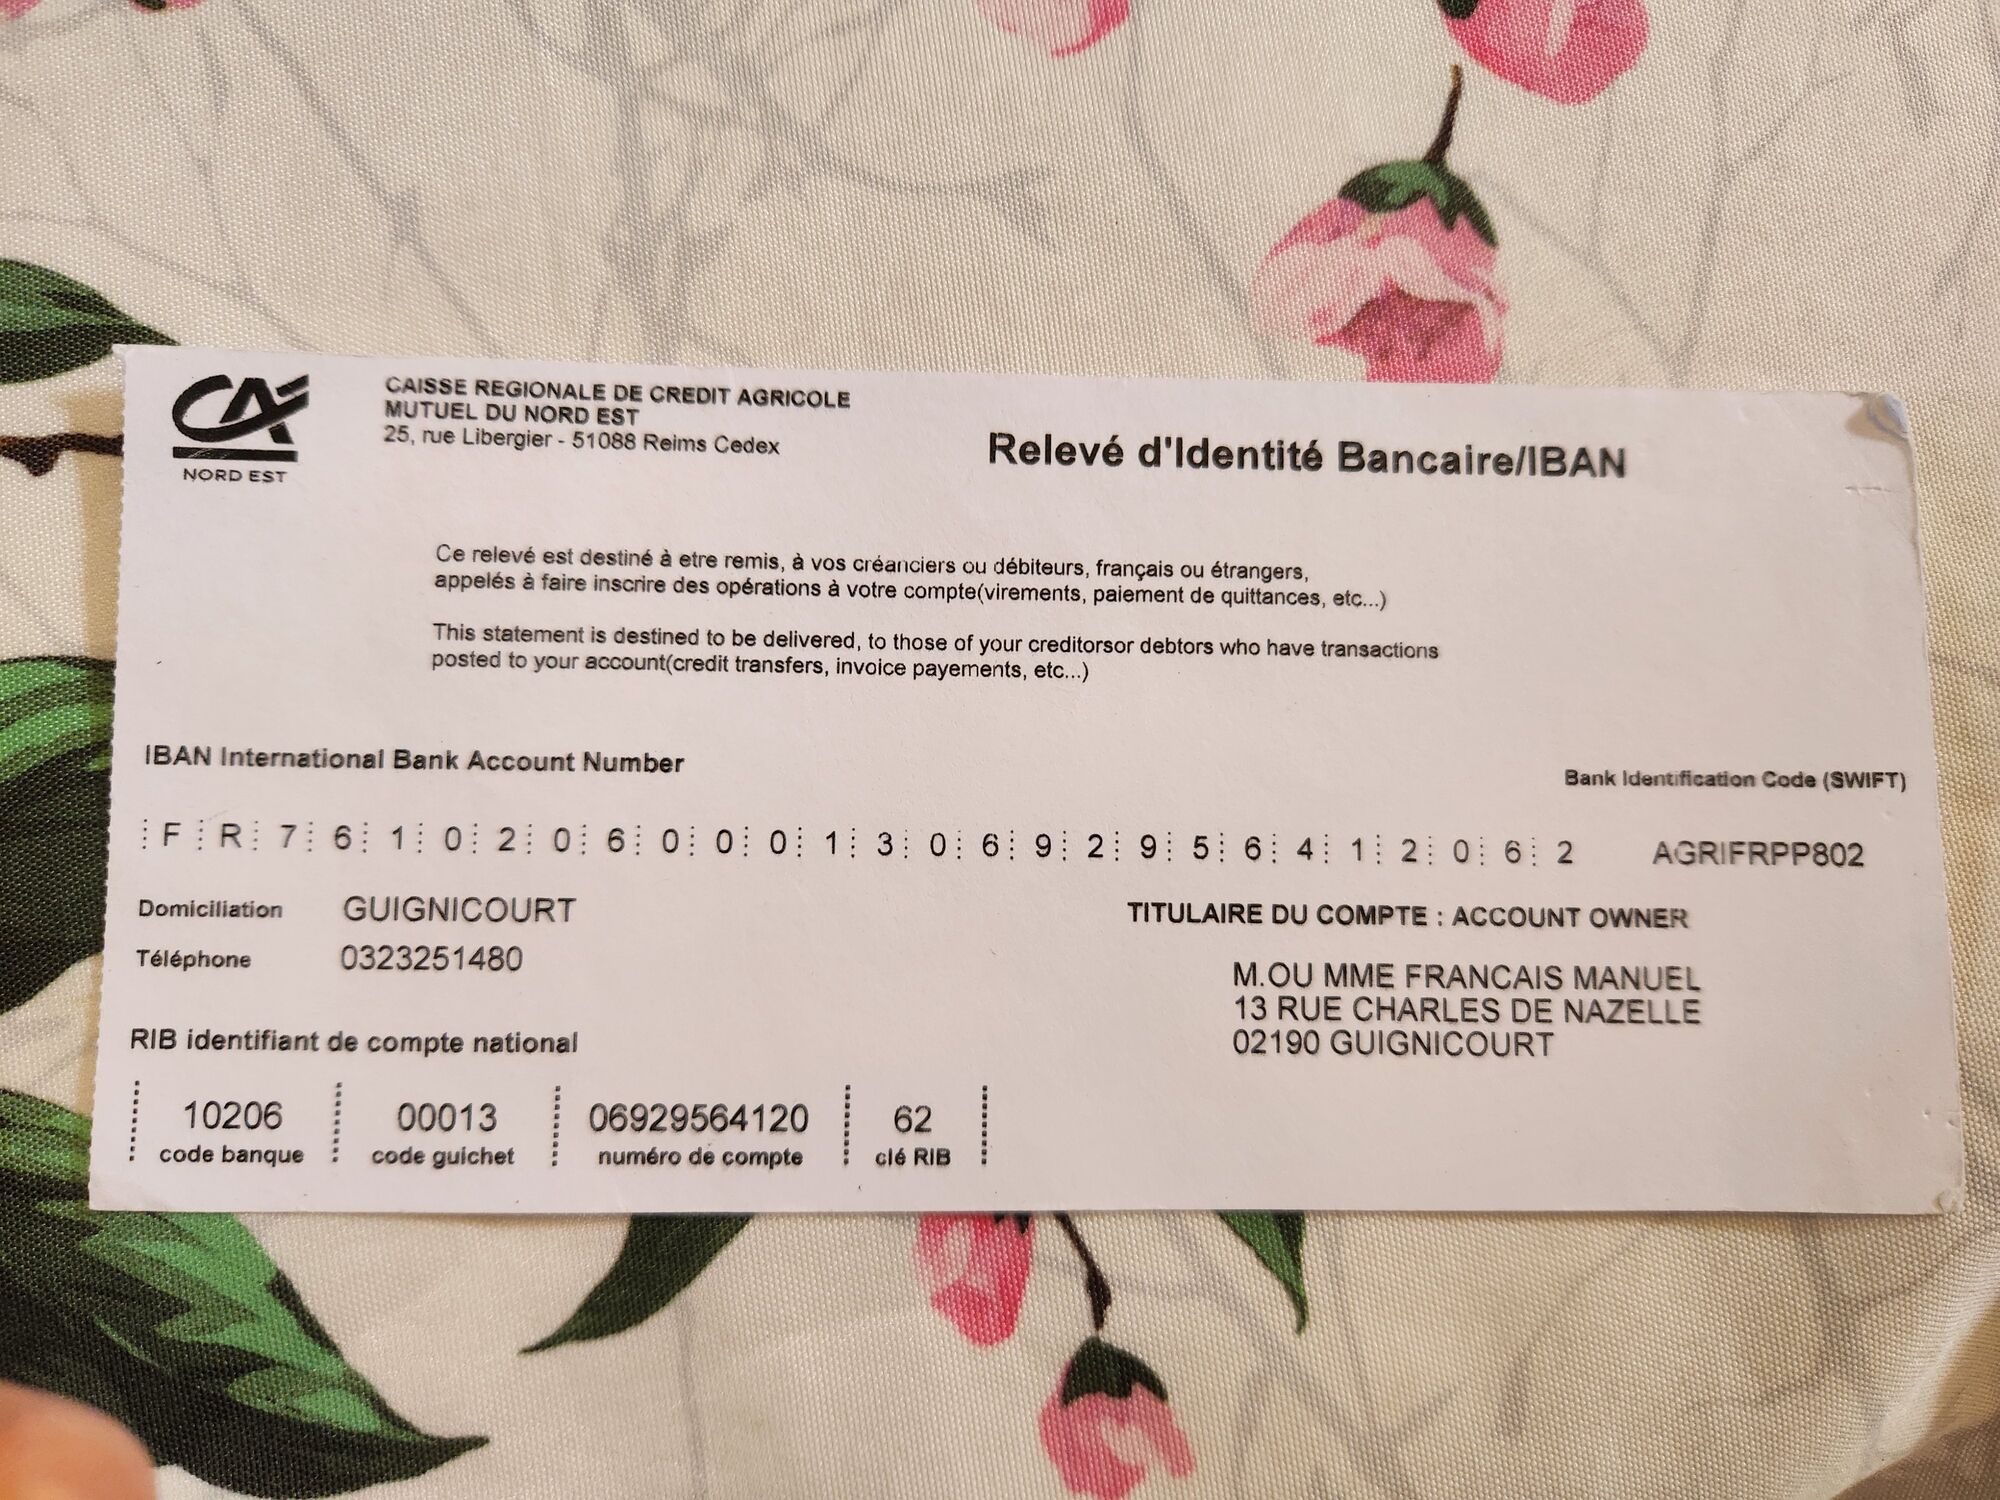 CA
NORD EST
CAISSE REGIONALE DE CREDIT AGRICOLE
MUTUEL DU NORD EST
25, rue Libergier - 51088 Reims Cedex
Relevé d'Identité Bancaire/IBAN
Ce relevé est destiné à etre remis, à vos créanciers ou débiteurs, français ou étrangers,
appelés à faire inscrire des opérations à votre compte(virements, paiement de quittances, etc...)
This statement is destined to be delivered, to those of your creditorsor debtors who have transactions
posted to your account(credit transfers, invoice payements, etc...)
IBAN International Bank Account Number
Bank Identification Code (SWIFT)
F R 7 6 1 0 2 0 6 0 0 0 1 3 0 6 9 2 9 5 6 4 1 2 0 6 2 AGRIFRPP802
Domiciliation GUIGNICOURT
Téléphone 0323251480
TITULAIRE DU COMPTE : ACCOUNT OWNER
M.OU MME FRANCAIS MANUEL
13 RUE CHARLES DE NAZELLE
02190 GUIGNICOURT
RIB identifiant de compte national
10206 00013 06929564120 62
code banque code guichet numéro de compte clé RIB